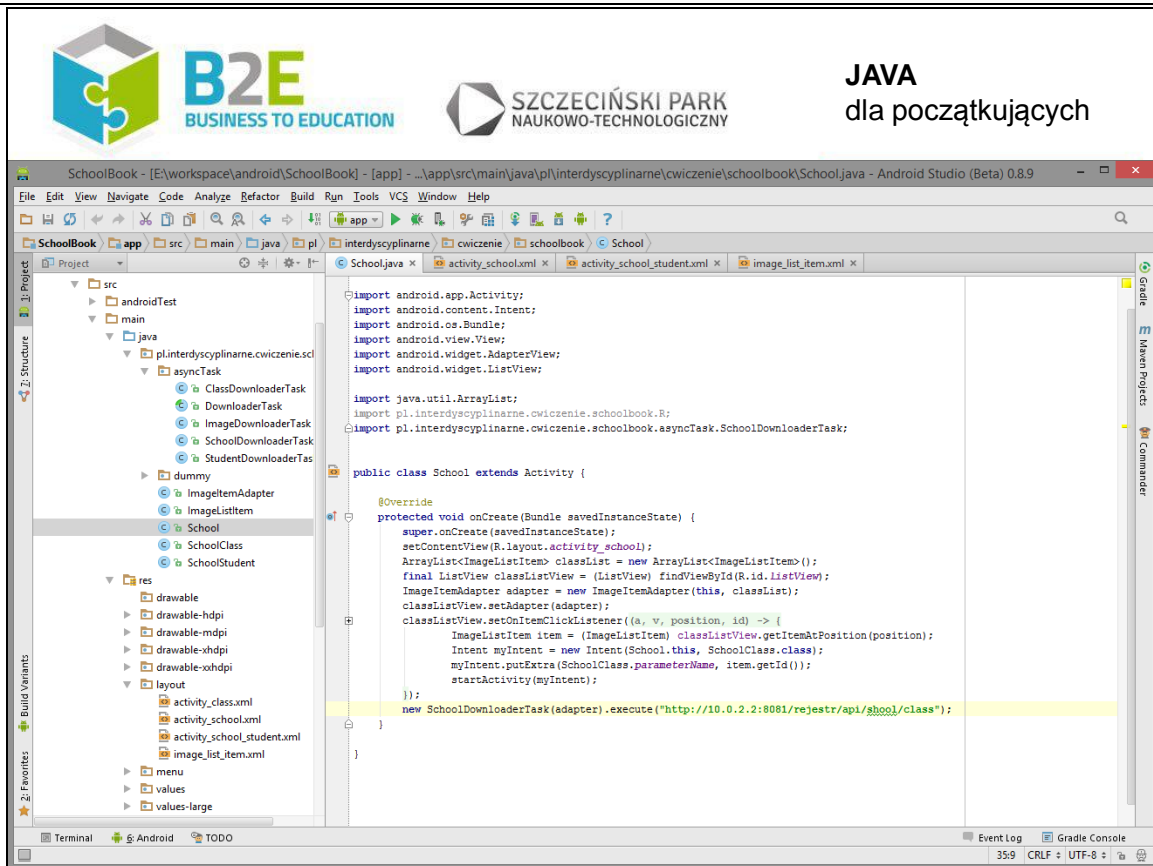 B2E
BUSINESS TO EDUCATION
SZCZECIŃSKI PARK
NAUKOWO-TECHNOLOGICZNY
JAVA
dla początkujących
SchoolBook - [E:\workspace\android\SchoolBook] - [app] - ...\app\src\main\java\pl\interdyscyplinarne\cwiczenie\schoolbook\School.java - Android Studio (Beta) 0.8.9
File Edit View Navigate Code Analyze Refactor Build Run Tools VCS Window Help
app
SchoolBook app src main java pl interdyscyplinarne cwiczenie schoolbook School
Project
School.java activity_school.xml activity_school_student.xml image_list_item.xml
1: Project
7: Structure
Build Variants
2: Favorites
src
androidTest
main
java
pl.interdyscyplinarne.cwiczenie.scl
asyncTask
ClassDownloaderTask
DownloaderTask
ImageDownloaderTask
SchoolDownloaderTask
StudentDownloaderTas
dummy
ImageItemAdapter
ImageListItem
School
SchoolClass
SchoolStudent
res
drawable
drawable-hdpi
drawable-mdpi
drawable-xhdpi
drawable-xxhdpi
layout
activity_class.xml
activity_school.xml
activity_school_student.xml
image_list_item.xml
menu
values
values-large
import android.app.Activity;
import android.content.Intent;
import android.os.Bundle;
import android.view.View;
import android.widget.AdapterView;
import android.widget.ListView;
import java.util.ArrayList;
import pl.interdyscyplinarne.cwiczenie.schoolbook.R;
import pl.interdyscyplinarne.cwiczenie.schoolbook.asyncTask.SchoolDownloaderTask;
public class School extends Activity {
@Override
protected void onCreate(Bundle savedInstanceState) {
super.onCreate(savedInstanceState);
setContentView(R.layout.activity_school);
ArrayList<ImageListItem> classList = new ArrayList<ImageListItem>();
final ListView classListView = (ListView) findViewById(R.id.listView);
ImageItemAdapter adapter = new ImageItemAdapter(this, classList);
classListView.setAdapter(adapter);
classListView.setOnItemClickListener((a, v, position, id) -> {
ImageListItem item = (ImageListItem) classListView.getItemAtPosition(position);
Intent myIntent = new Intent(School.this, SchoolClass.class);
myIntent.putExtra(SchoolClass.parameterName, item.getId());
startActivity(myIntent);
});
new SchoolDownloaderTask(adapter).execute("http://10.0.2.2:8081/rejestr/api/shool/class");
}
}
Gradle
Maven Projects
Commander
Terminal 6: Android TODO
Event Log Gradle Console
35:9 CRLF UTF-8